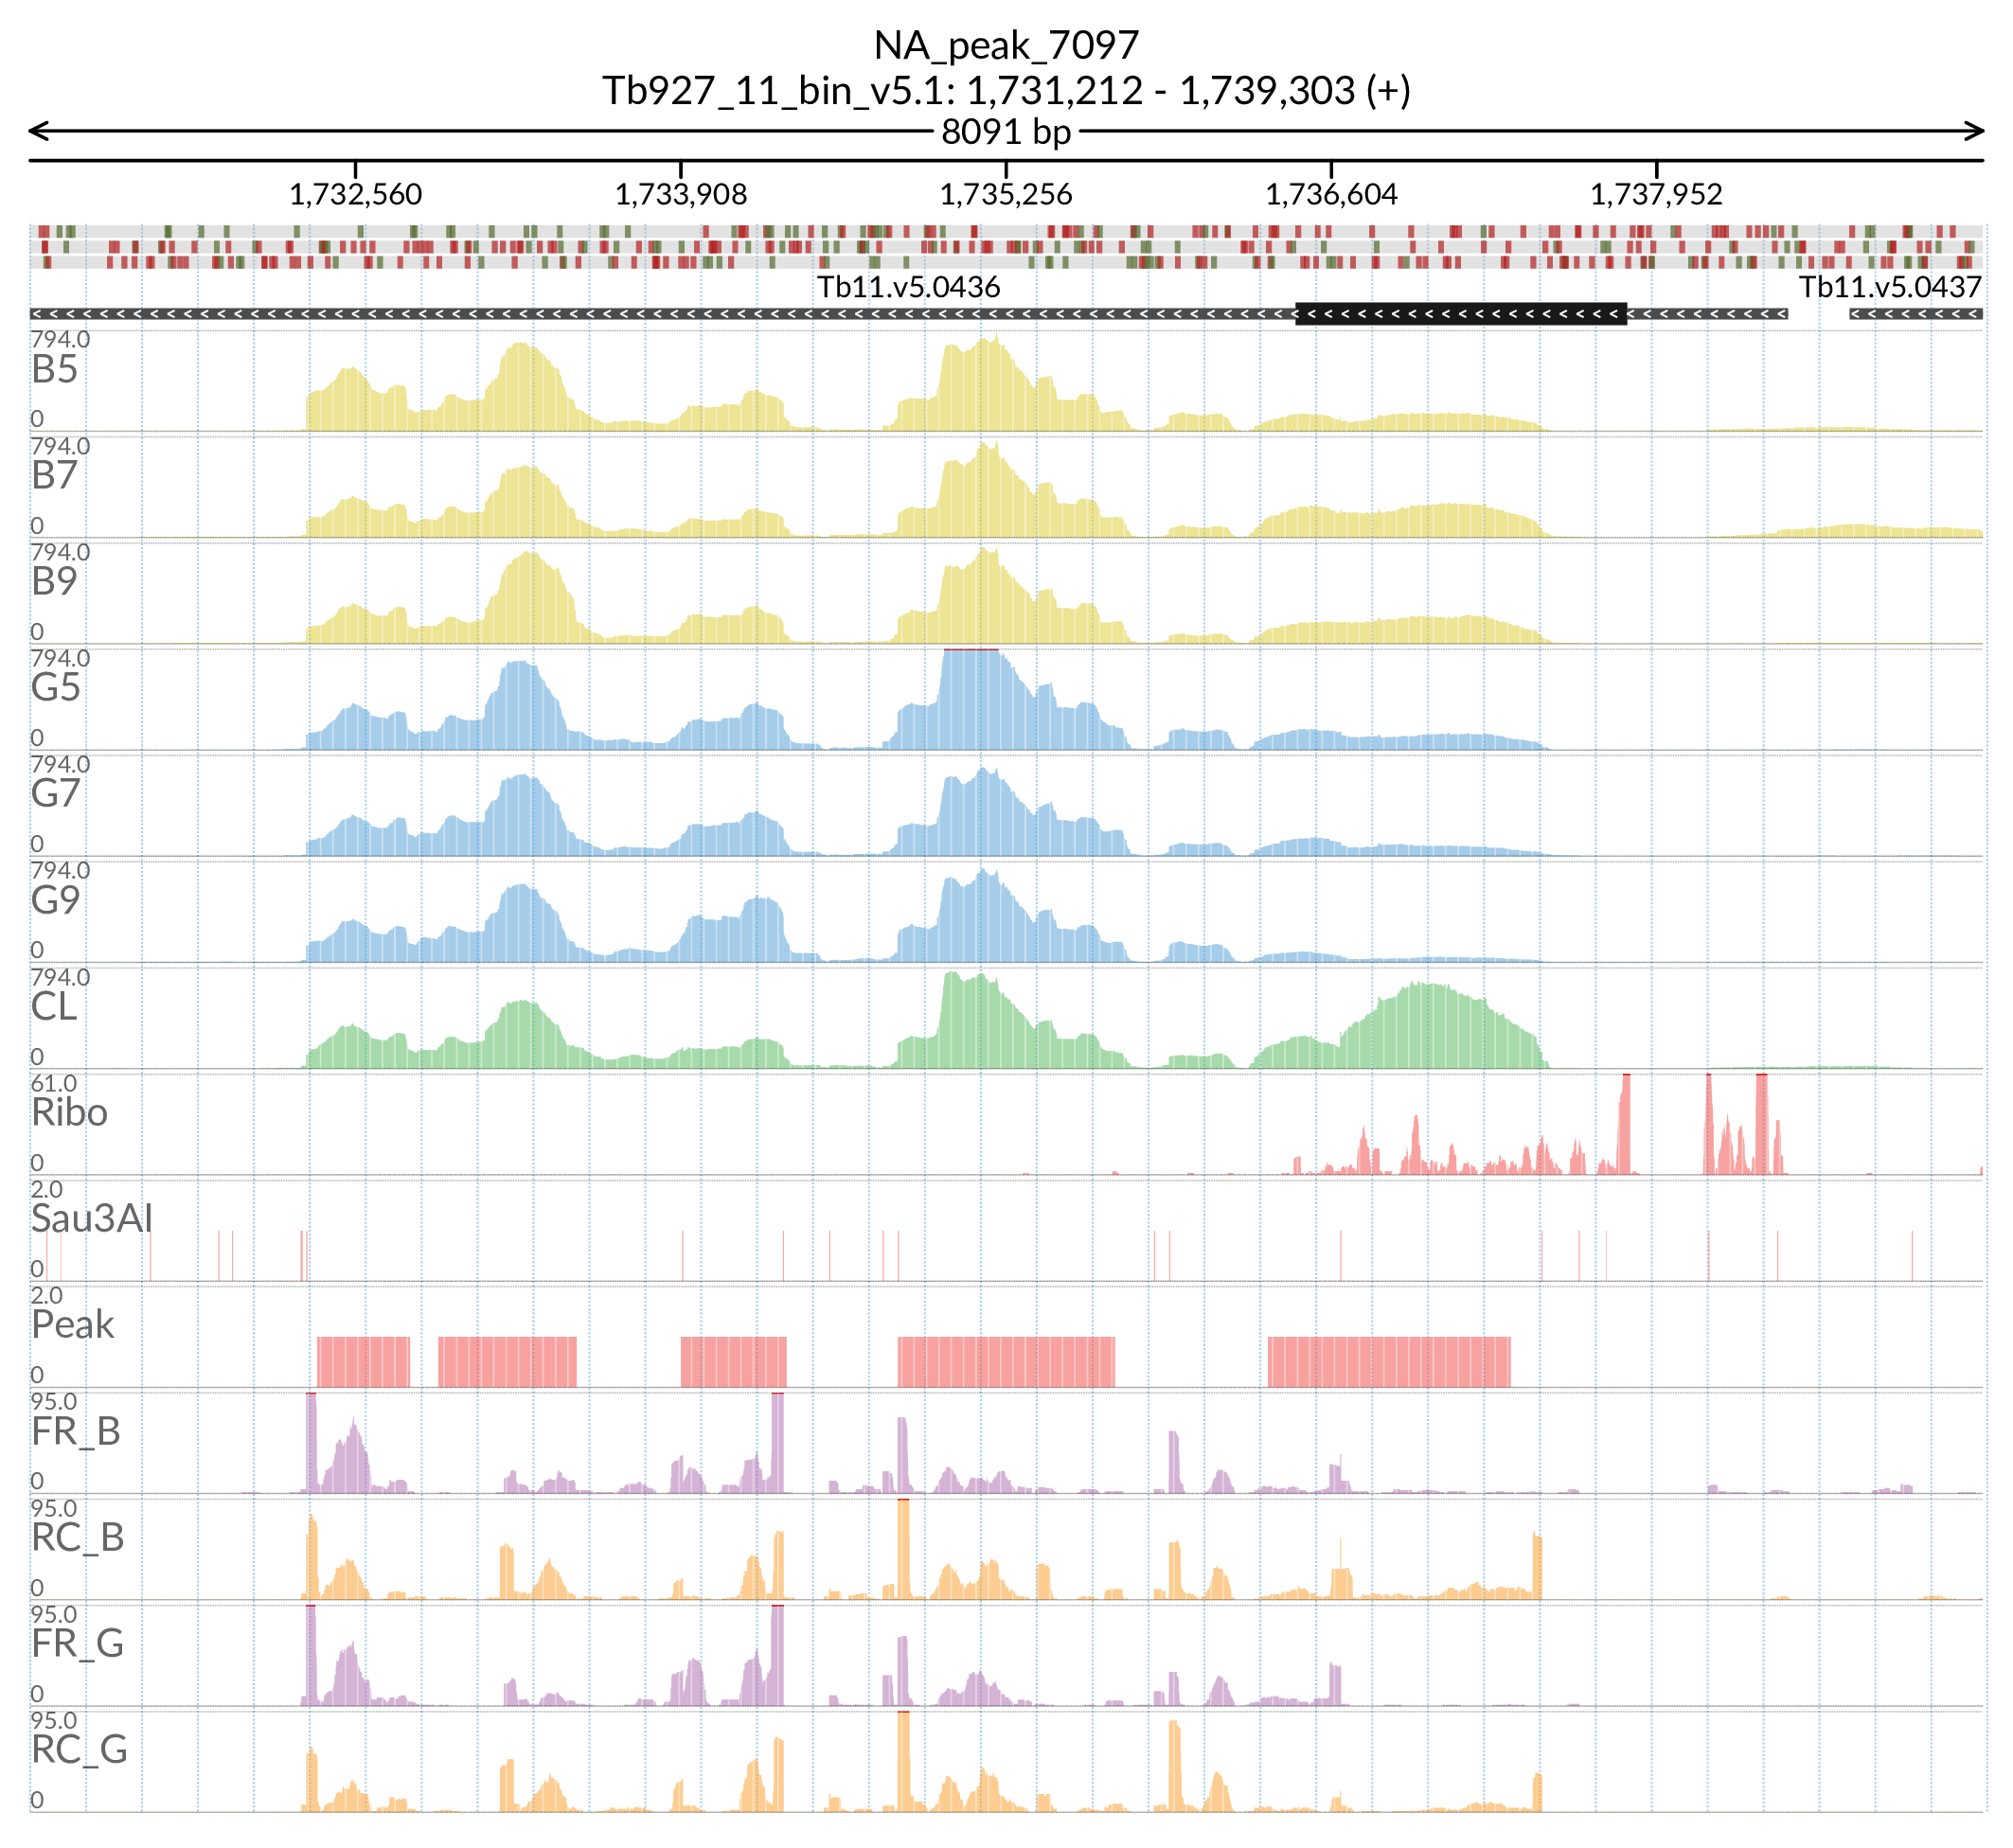 NA_peak_7097
Tb927_11_bin_v5.1: 1,731,212 - 1,739,303 (+)
8091 bp
1,732,560 1,733,908 1,735,256 1,736,604 1,737,952
Tb11.v5.0436 Tb11.v5.0437
794.0
B5
0
794.0
B7
0
794.0
B9
0
794.0
G5
0
794.0
G7
0
794.0
G9
0
794.0
CL
0
61.0
Ribo
0
2.0
Sau3AI
0
2.0
Peak
0
95.0
FR_B
0
95.0
RC_B
0
95.0
FR_G
0
95.0
RC_G
0